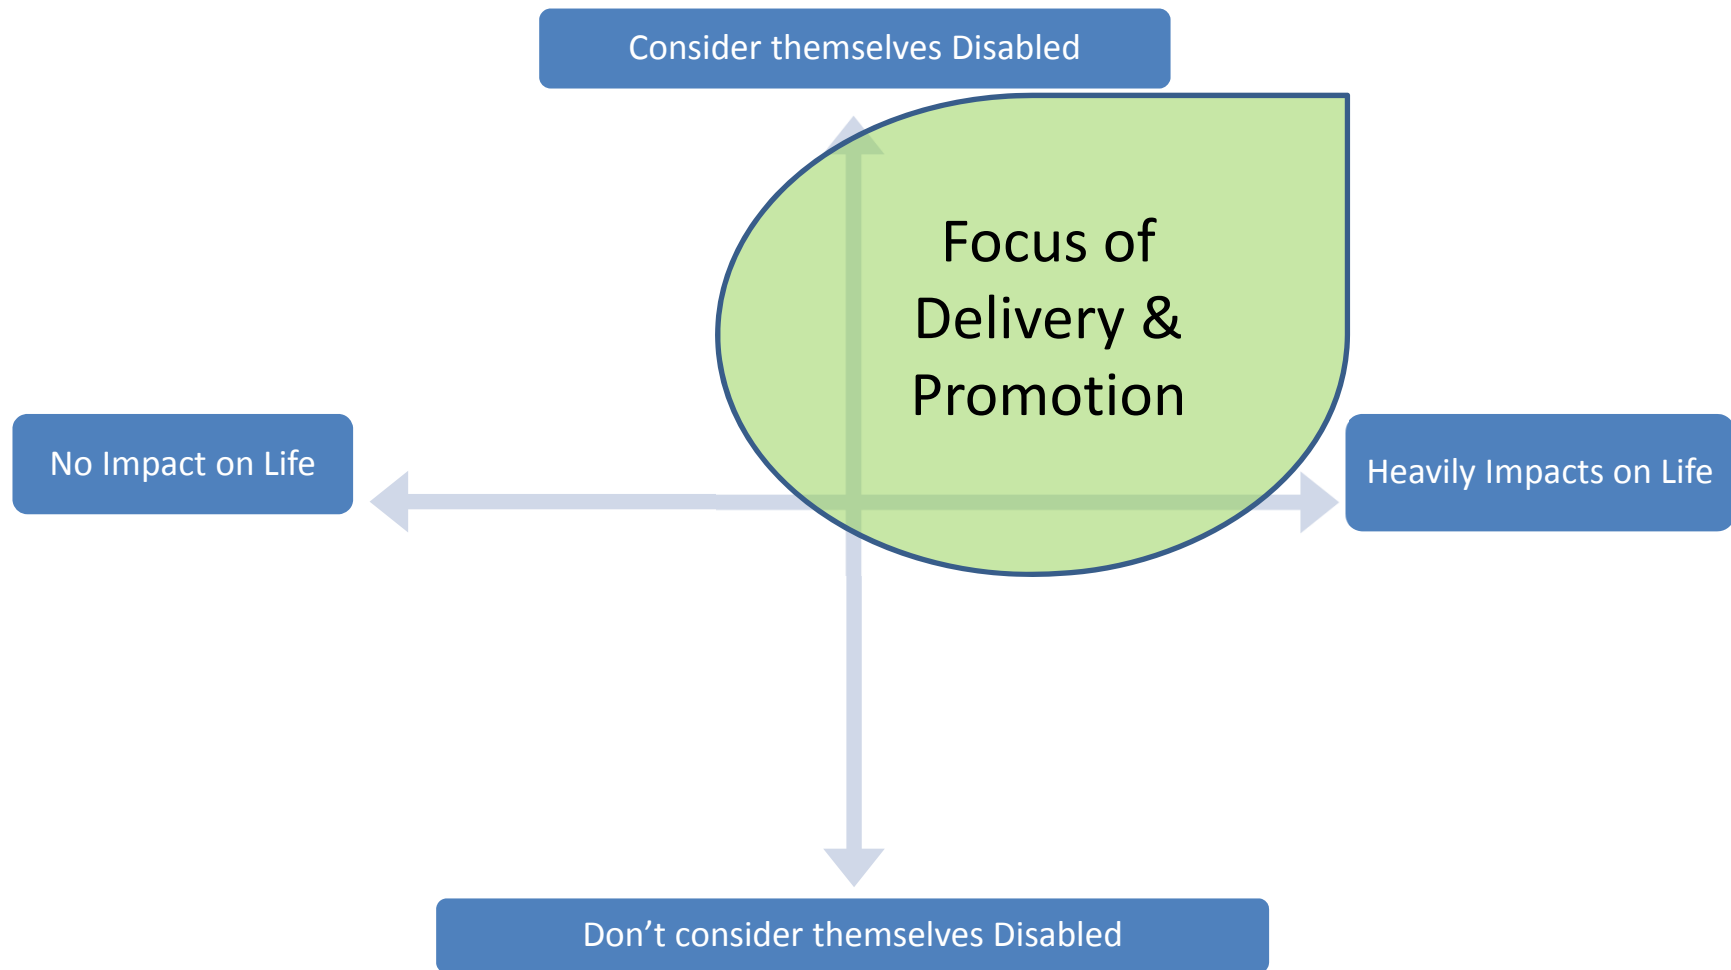 Consider themselves Disabled
Focus of
Delivery &
Promotion
No Impact on Life
Heavily Impacts on Life
Don’t consider themselves Disabled